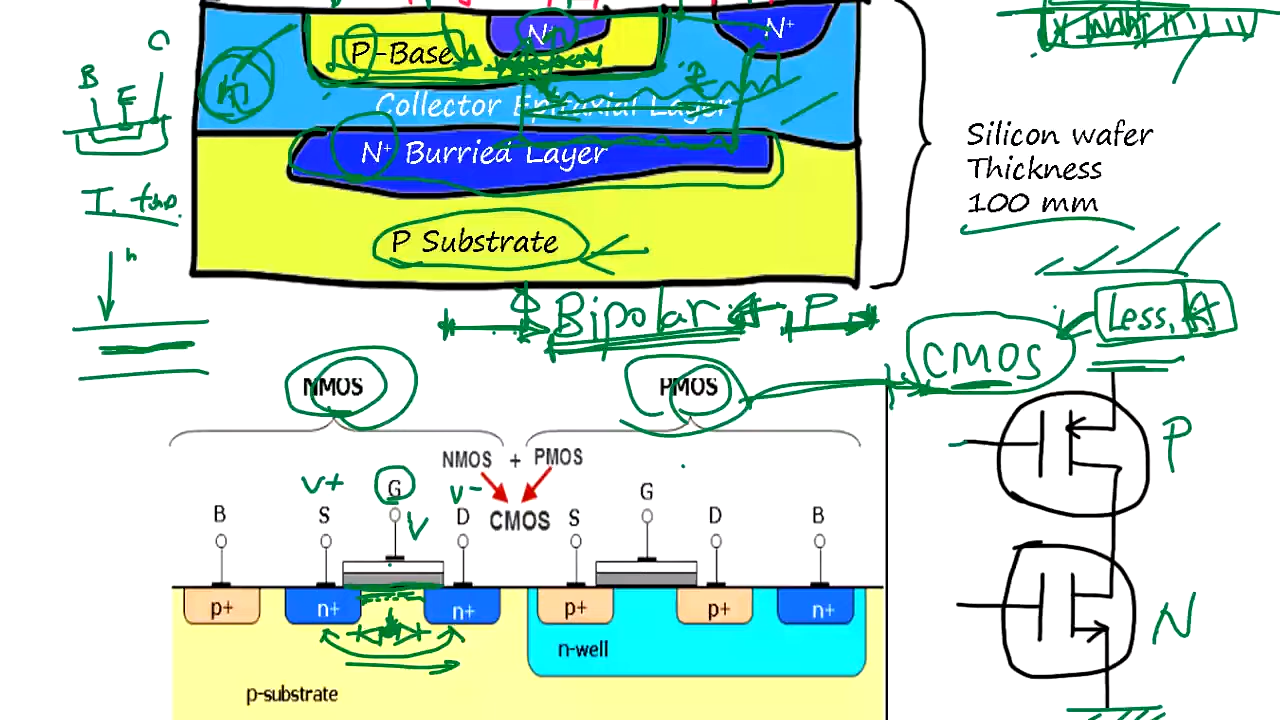 N+
N+
P-Base
n
Collector Epitaxial Layer
N+ Burried Layer
P Substrate
C
B
E
Silicon wafer
Thickness
100 mm
Bipolar
P
Less, A
CMOS
NMOS
PMOS
NMOS + PMOS
V+
G
V-
V
B
S
D
CMOS
S
G
D
B
p+
n+
n+
p+
p+
n+
n-well
p-substrate
P
N